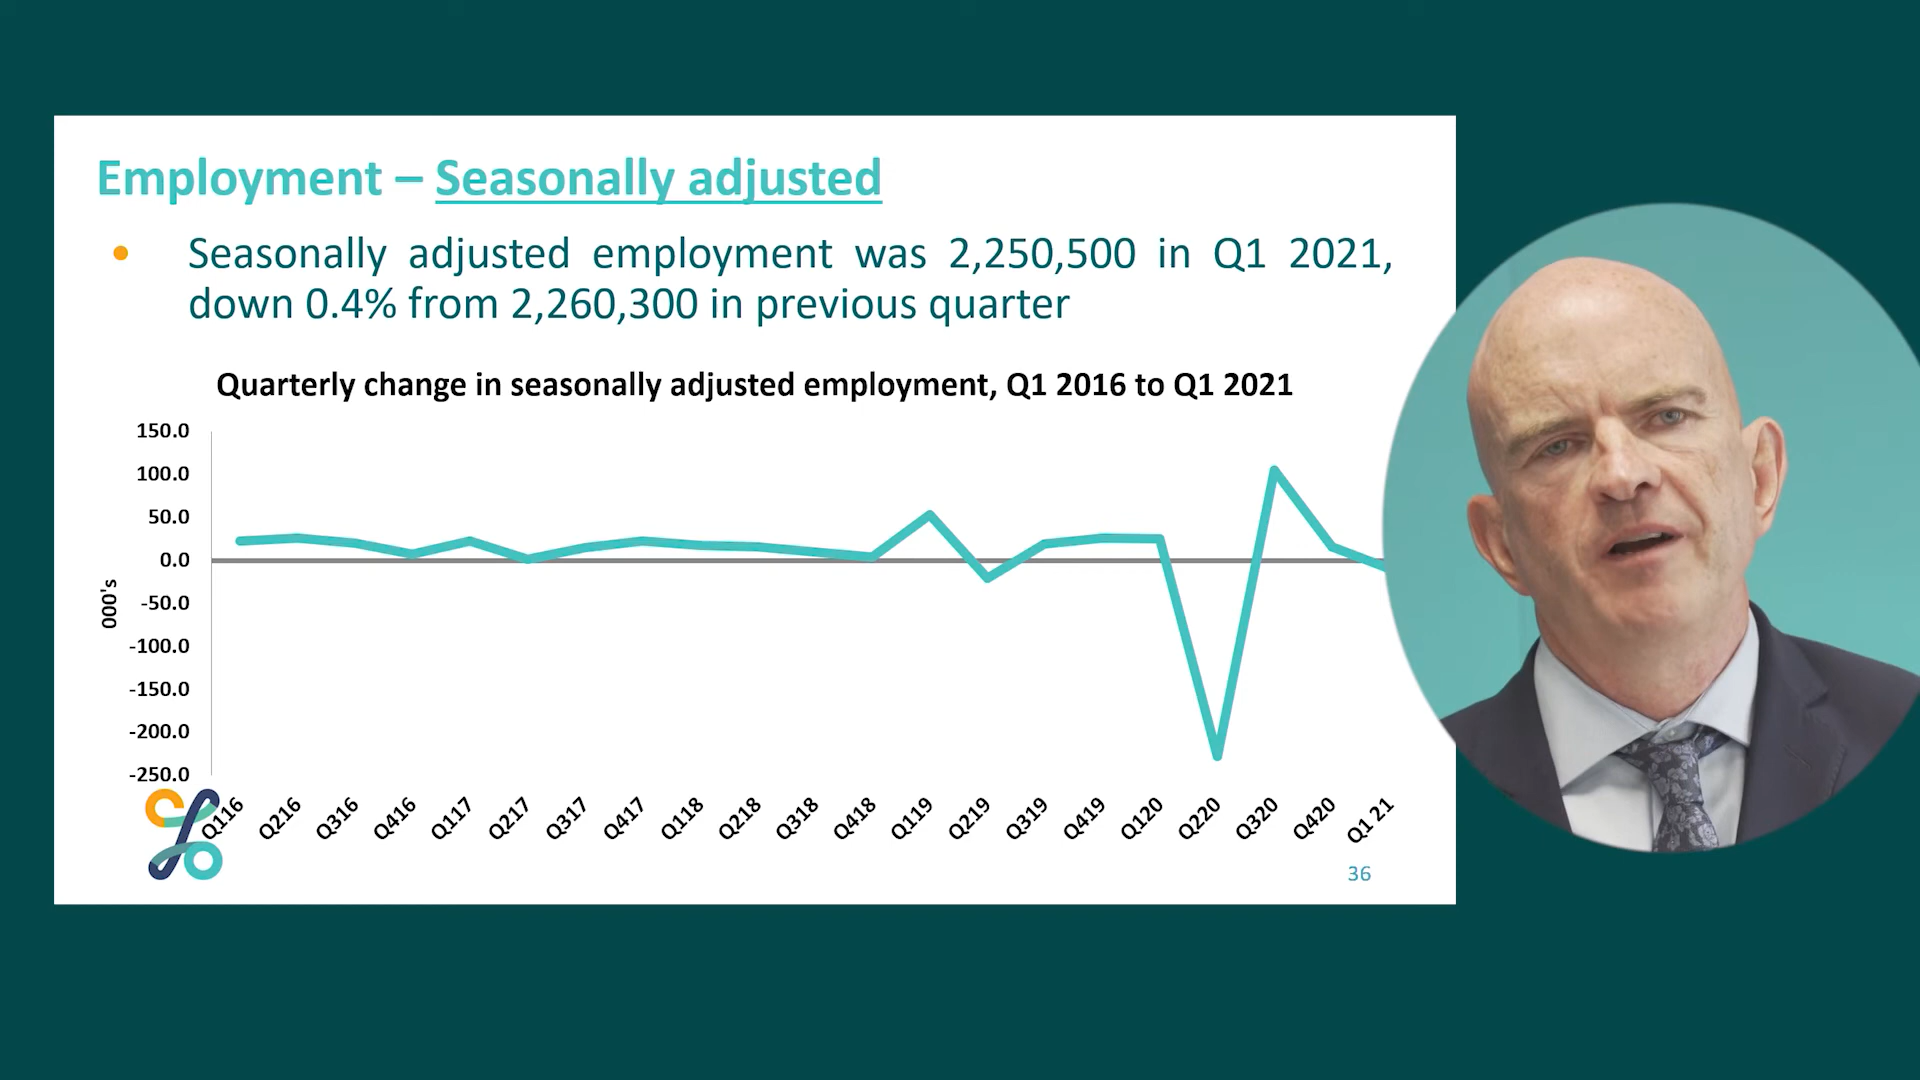 Employment – Seasonally adjusted
• Seasonally adjusted employment was 2,250,500 in Q1 2021,
down 0.4% from 2,260,300 in previous quarter
Quarterly change in seasonally adjusted employment, Q1 2016 to Q1 2021
150.0
100.0
50.0
0.0
-50.0
-100.0
-150.0
-200.0
-250.0
000's
Q116
Q216
Q316
Q416
Q117
Q217
Q317
Q417
Q118
Q218
Q318
Q418
Q119
Q219
Q319
Q419
Q120
Q220
Q320
Q420
Q1 21
36